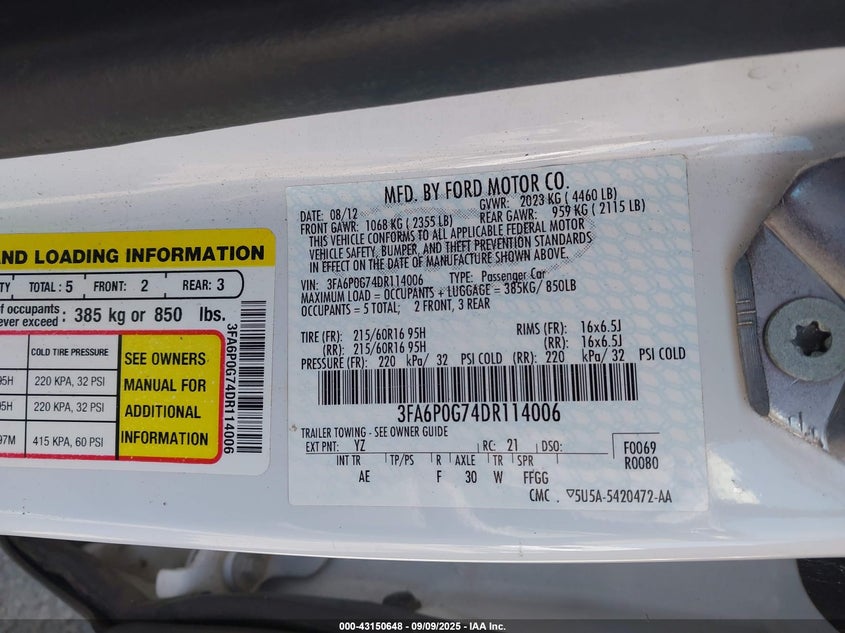 AND LOADING INFORMATION
TOTAL : 5 FRONT: 2 REAR: 3
of occupants
ever exceed : 385 kg or 850 lbs.
COLD TIRE PRESSURE
95H 220 KPA, 32 PSI
95H 220 KPA, 32 PSI
97M 415 KPA, 60 PSI
SEE OWNERS
MANUAL FOR
ADDITIONAL
INFORMATION
3FA6P0G74DR114006
MFD. BY FORD MOTOR CO.
DATE: 08/12 GVWR: 2023 KG ( 4460 LB)
FRONT GAWR: 1068 KG ( 2355 LB) REAR GAWR: 959 KG ( 2115 LB)
THIS VEHICLE CONFORMS TO ALL APPLICABLE FEDERAL MOTOR
VEHICLE SAFETY, BUMPER, AND THEFT PREVENTION STANDARDS
IN EFFECT ON THE DATE OF MANUFACTURE SHOWN ABOVE.
VIN: 3FA6P0G74DR114006 TYPE: Passenger Car
MAXIMUM LOAD = OCCUPANTS + LUGGAGE = 385KG/ 850LB
OCCUPANTS = 5 TOTAL; 2 FRONT, 3 REAR
TIRE (FR): 215/60R16 95H RIMS (FR): 16x6.5J
(RR): 215/60R16 95H (RR): 16x6.5J
PRESSURE (FR): 220 kPa/ 32 PSI COLD (RR): 220 kPa/ 32 PSI COLD
3FA6P0G74DR114006
TRAILER TOWING - SEE OWNER GUIDE
EXT PNT: YZ RC: 21 DSO: F0069
INT TR TP/PS R AXLE TR SPR R0080
AE F 30 W FFGG
CMC ▽5U5A-5420472-AA
000-43150648 - 09/09/2025 - IAA Inc.